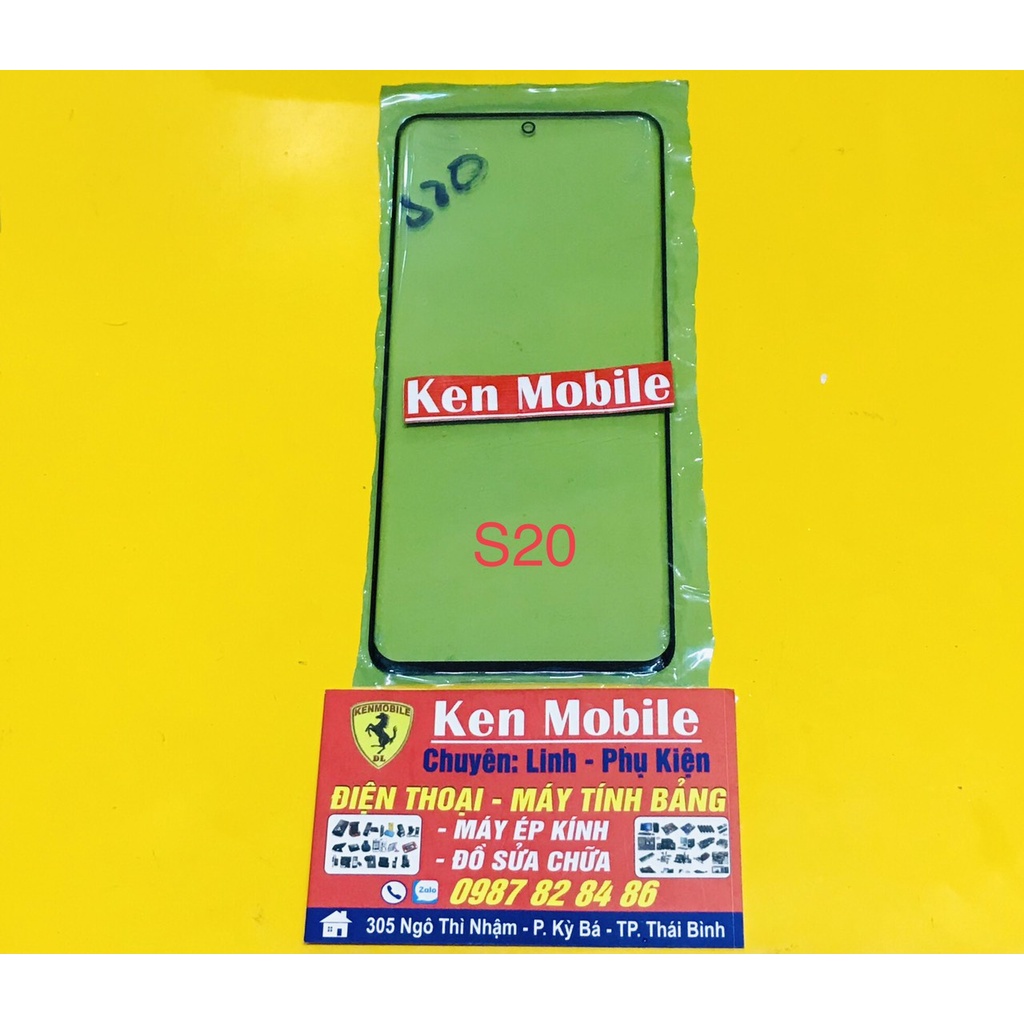 S20
Ken Mobile
S20
KENMOBILE
DL
Ken Mobile
Chuyên: Linh - Phụ Kiện
ĐIỆN THOẠI - MÁY TÍNH BẢNG
- MÁY ÉP KÍNH
- ĐỒ SỬA CHỮA
Zalo
0987 82 84 86
305 Ngô Thì Nhậm - P. Kỳ Bá - TP. Thái Bình